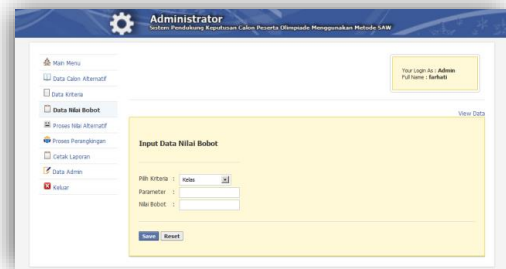 Administrator
Sistem Pendukung Keputusan Calon Peserta Olimpiade Menggunakan Metode SAW
Main Menu
Data Calon Alternatif
Data Kriteria
Data Nilai Bobot
Proses Nilai Alternatif
Proses Perangkingan
Cetak Laporan
Data Admin
Keluar
Your Login As : Admin
Full Name : farhati
View Data
Input Data Nilai Bobot
Pilih Kriteria : Kelas
Parameter :
Nilai Bobot :
Save Reset